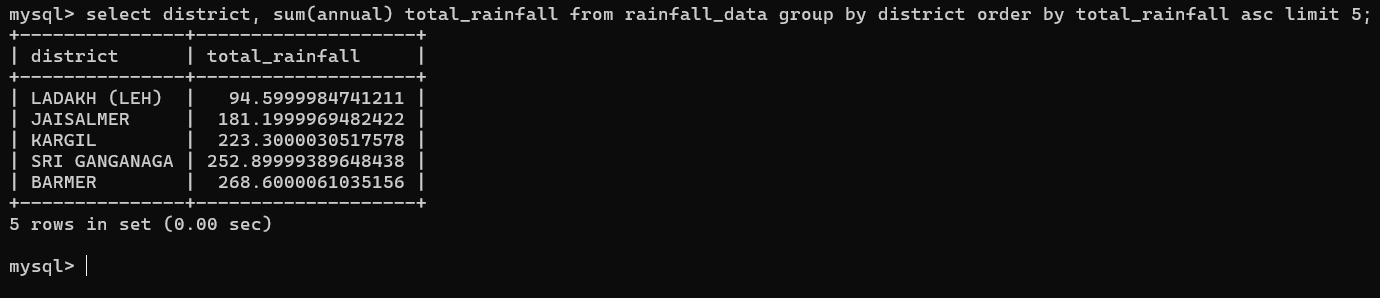 mysql> select district, sum(annual) total_rainfall from rainfall_data group by district order by total_rainfall asc limit 5;
+---------------+--------------------+
| district      | total_rainfall     |
+---------------+--------------------+
| LADAKH (LEH)  |   94.5999984741211 |
| JAISALMER     |  181.1999969482422 |
| KARGIL        |  223.3000030517578 |
| SRI GANGANAGA | 252.89999389648438 |
| BARMER        |  268.6000061035156 |
+---------------+--------------------+
5 rows in set (0.00 sec)
mysql>